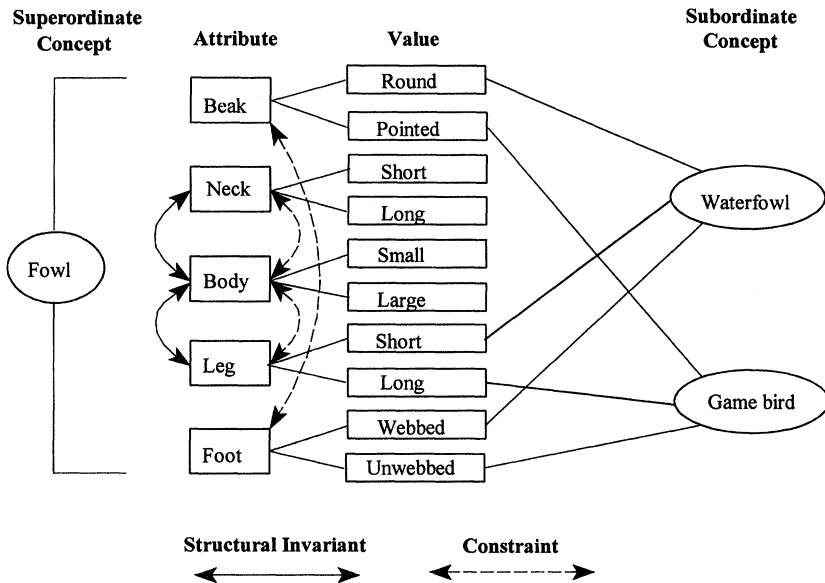 Superordinate
Concept
Attribute
Value
Subordinate
Concept
Fowl
Beak
Neck
Body
Leg
Foot
Round
Pointed
Short
Long
Small
Large
Short
Long
Webbed
Unwebbed
Waterfowl
Game bird
Structural Invariant
Constraint